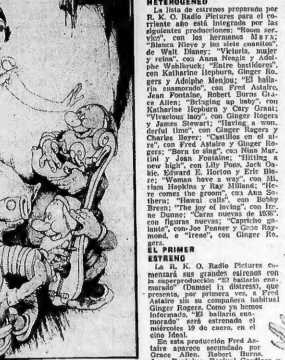 HETEROGENEO
La lista de estrenos preparada por
R. K. O. Radio Pictures para el co-
rriente año está integrada por las
siguientes producciones: "Room ser-
vice", con los hermanos Marx;
"Blanca Nieve y los siete enanitos",
de Walt Disney; "Victoria, mujer
y reina", con Anna Neagle y Adolf
Wohlbruck; "Entre bastidores",
con Katharine Hepburn, Ginger Ro-
gers y Adolphe Menjou; "El baila-
rín enamorado", con Fred Astaire,
Joan Fontaine, Robert Burns Gra-
ce Allen; "Bringing up baby", con
Katharine Hepburn y Cary Grant;
"Vivacious lady", con Ginger Rogers
y James Stewart; "Having a won-
derful time", con Ginger Rogers y
Charles Boyer; "Castillos en el ai-
re", con Fred Astaire y Ginger Ro-
gers; "Born to sing", con Nino Mar-
tini y Joan Fontaine; "Hitting a
new high", con Lily Pons, Jack Oa-
kie, Edward E. Horton y Eric Blo-
re; "Woman have a way", con Mi-
riam Hopkins y Ray Milland; "He-
re comes the groom", con Ann So-
thern; "Hawai calls", con Bobby
Breen; "The joy of loving", con Ire-
ne Dunne; "Caras nuevas de 1938",
con figuras nuevas; "Capricho ga-
lante", con Joe Penner y Gene Ray-
mond, e "Irene", con Ginger Ro-
gers.
EL PRIMER
ESTRENO
La R. K. O. Radio Pictures co-
menzará sus grandes estrenos con
la superproducción "El bailarín ena-
morado" (Damsel in distress), que
presenta, por primera vez, a Fred
Astaire sin su compañera habitual
Ginger Rogers. Como ya hemos
informado, "El bailarín ena-
morado" será estrenada el
miércoles 19 de enero, en el
cine Ideal.
En esta producción Fred As-
taire aparece secundado por
Grace Allen, Robert Burns,